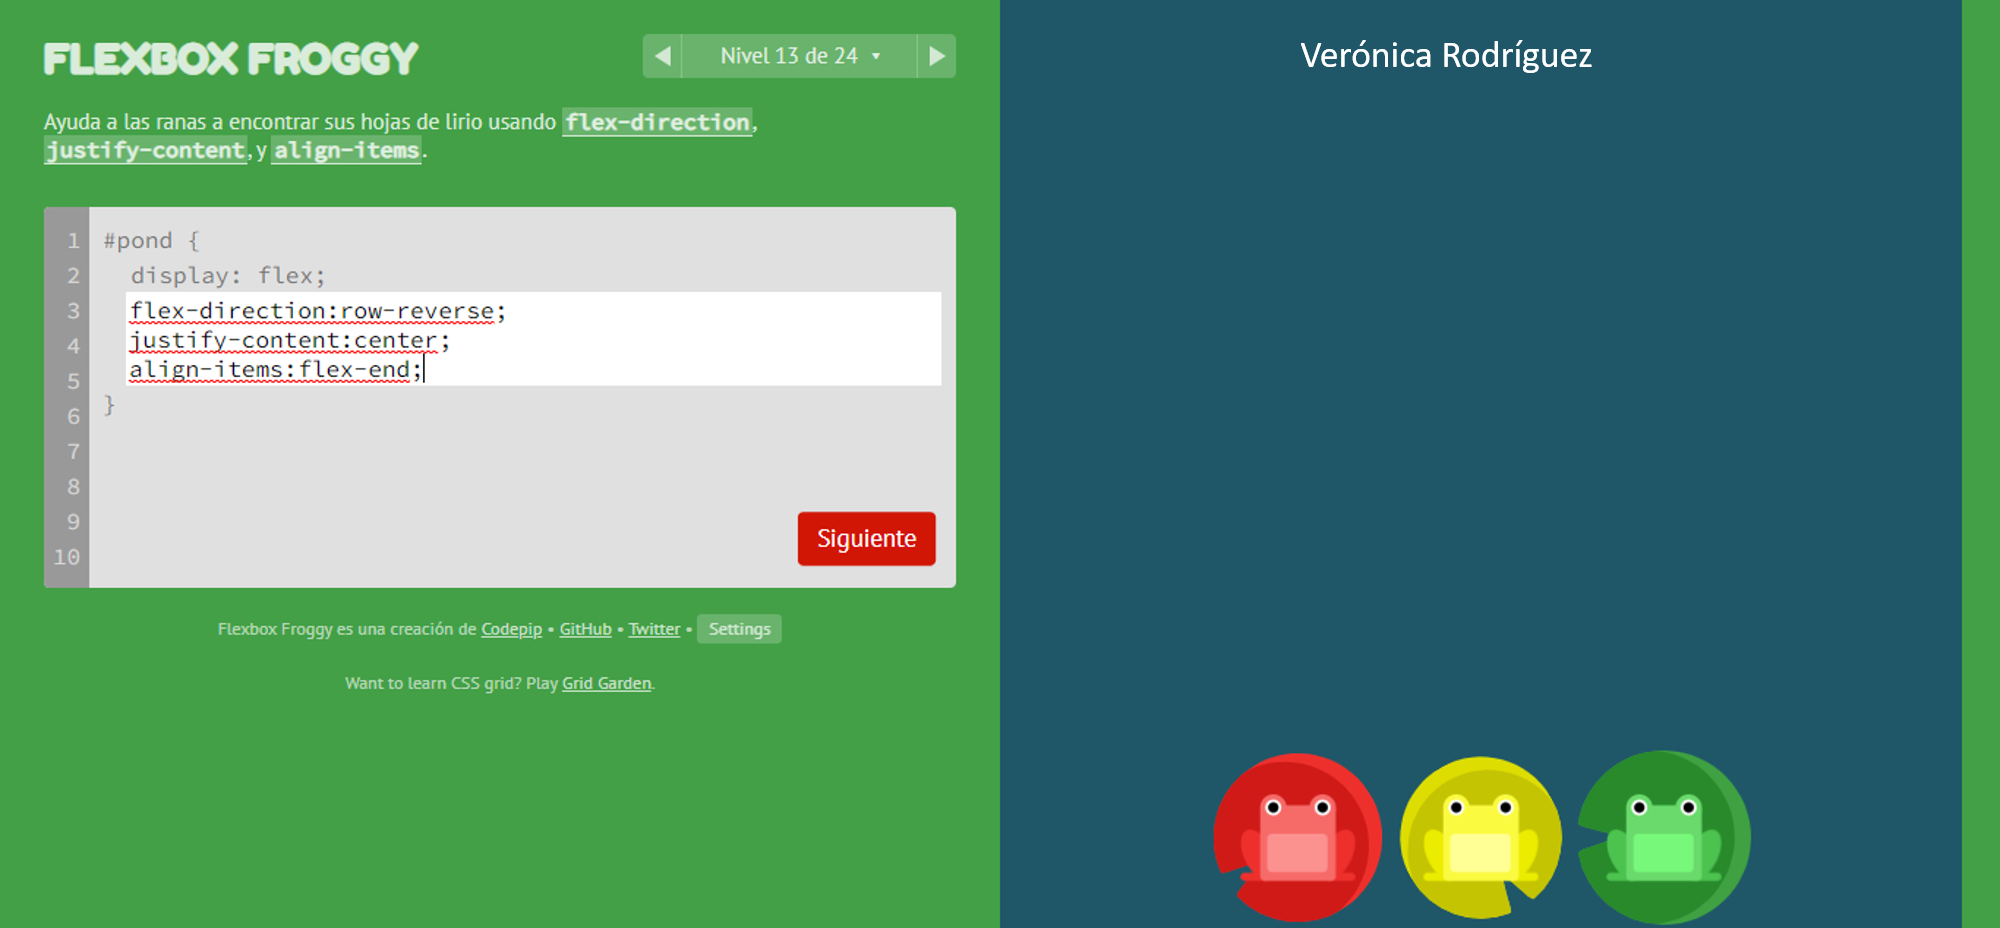 FLEXBOX FROGGY
Nivel 13 de 24
Ayuda a las ranas a encontrar sus hojas de lirio usando flex-direction,
justify-content, y align-items.
1 #pond {
2 display: flex;
3 flex-direction:row-reverse;
4 justify-content:center;
5 align-items:flex-end;
6 }
7
8
9
10
Siguiente
Flexbox Froggy es una creación de Codepip • GitHub • Twitter • Settings
Want to learn CSS grid? Play Grid Garden.
Verónica Rodríguez